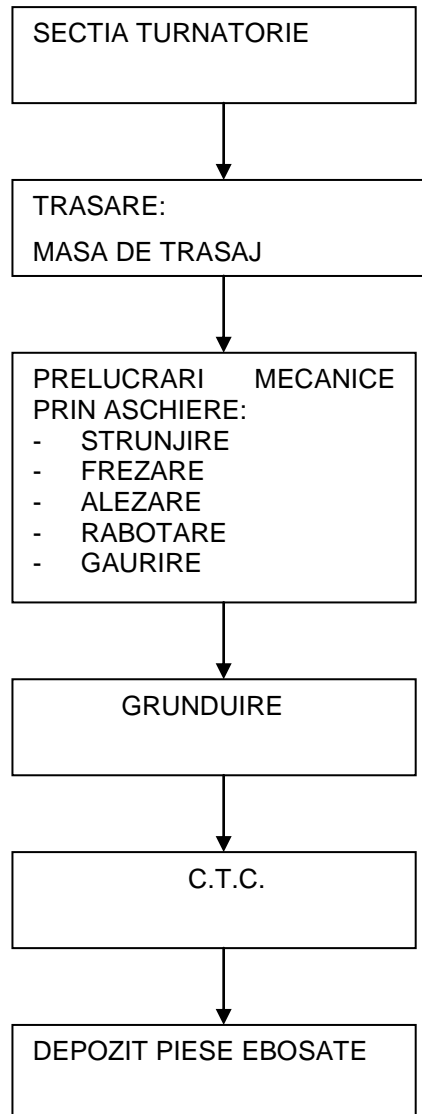 SECTIA TURNATORIE
TRASARE:
MASA DE TRASAJ
PRELUCRARI MECANICE
PRIN ASCHIERE:
- STRUNJIRE
- FREZARE
- ALEZARE
- RABOTARE
- GAURIRE
GRUNDUIRE
C.T.C.
DEPOZIT PIESE EBOSATE